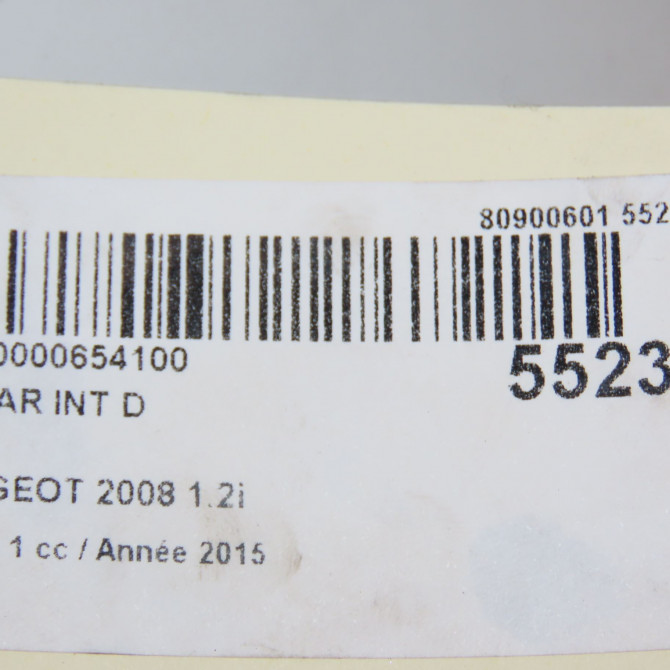 80900601 552
0000654100
5523
AR INT D
GEOT 2008 1.2i
1 cc / Année 2015